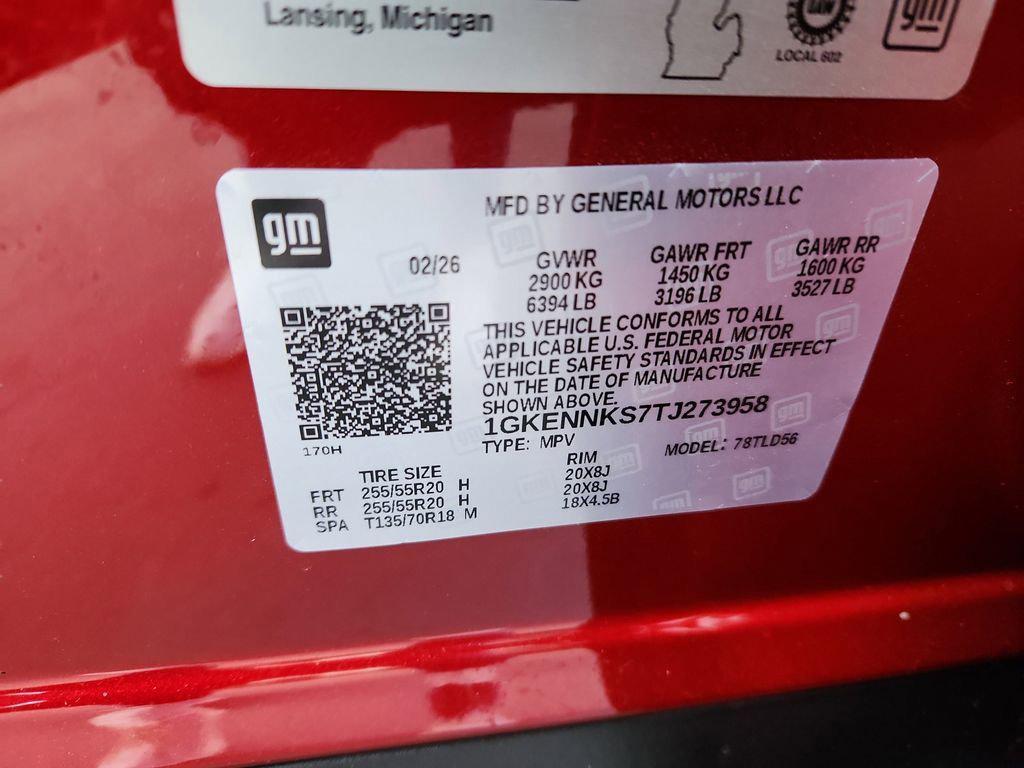 Lansing, Michigan
UAW
LOCAL 602
gm
gm
MFD BY GENERAL MOTORS LLC
02/26
GVWR GAWR FRT GAWR RR
2900 KG 1450 KG 1600 KG
6394 LB 3196 LB 3527 LB
THIS VEHICLE CONFORMS TO ALL
APPLICABLE U.S. FEDERAL MOTOR
VEHICLE SAFETY STANDARDS IN EFFECT
ON THE DATE OF MANUFACTURE
SHOWN ABOVE.
1GKENNKS7TJ273958
TYPE: MPV MODEL: 78TLD56
170H
TIRE SIZE RIM
FRT 255/55R20 H 20X8J
RR 255/55R20 H 20X8J
SPA T135/70R18 M 18X4.5B